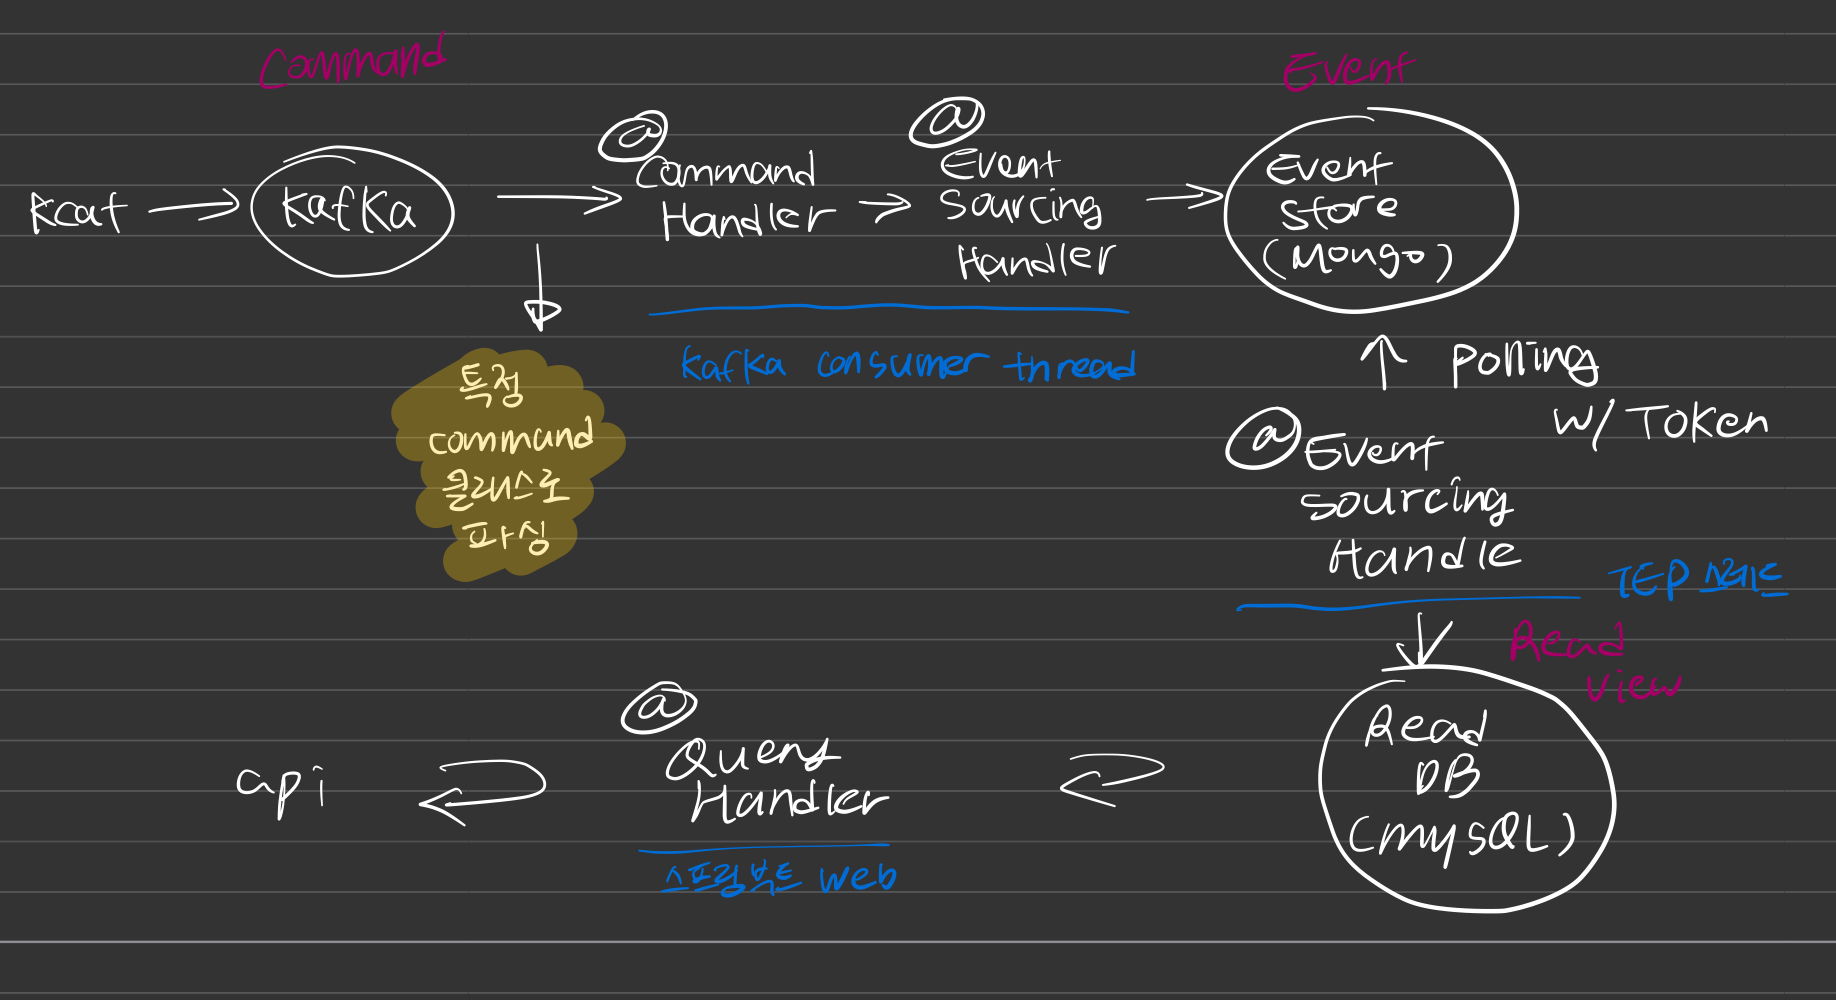 Command
Event
kcat
kafka
@
Command
Handler
@
Event
Sourcing
Handler
Event
Store
(Mongo)
kafka consumer thread
특정
command
클래스로
파싱
Polling
w/ Token
@ Event
Sourcing
Handle
TEP 스레드
Read
view
Read
DB
(mysQL)
@
Query
Handler
api
스프링부트 web